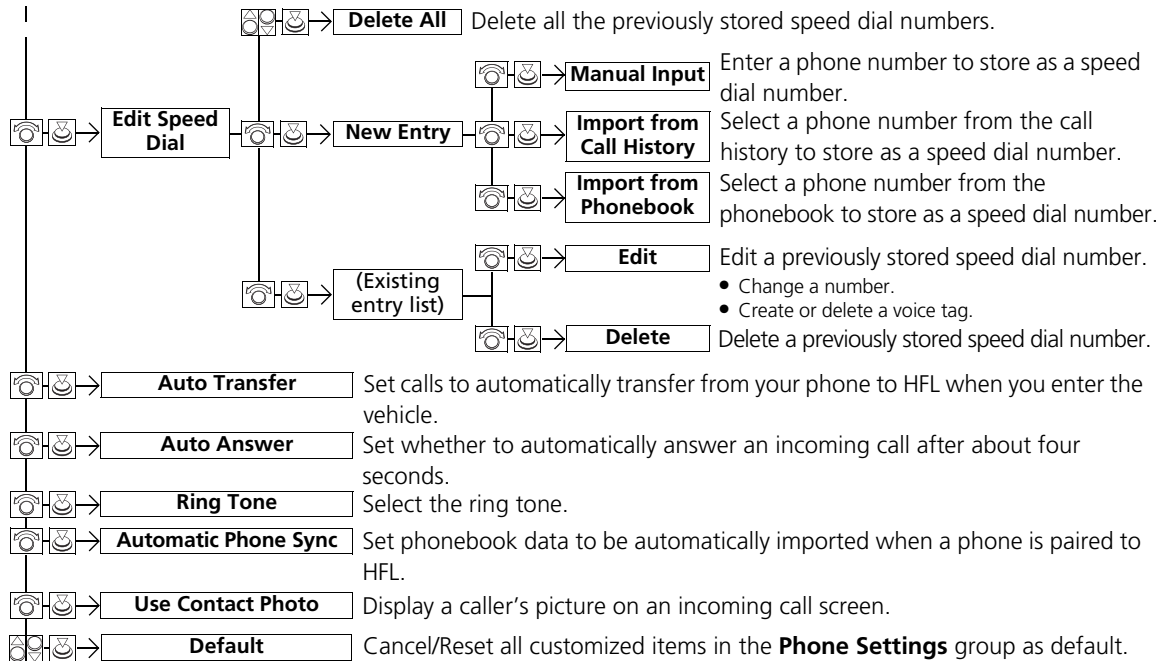 Delete All
Delete all the previously stored speed dial numbers.
Edit Speed
Dial
New Entry
Manual Input
Enter a phone number to store as a speed
dial number.
Import from
Call History
Select a phone number from the call
history to store as a speed dial number.
Import from
Phonebook
Select a phone number from the
phonebook to store as a speed dial number.
(Existing
entry list)
Edit
Edit a previously stored speed dial number.
• Change a number.
• Create or delete a voice tag.
Delete
Delete a previously stored speed dial number.
Auto Transfer
Set calls to automatically transfer from your phone to HFL when you enter the
vehicle.
Auto Answer
Set whether to automatically answer an incoming call after about four
seconds.
Ring Tone
Select the ring tone.
Automatic Phone Sync
Set phonebook data to be automatically imported when a phone is paired to
HFL.
Use Contact Photo
Display a caller's picture on an incoming call screen.
Default
Cancel/Reset all customized items in the Phone Settings group as default.